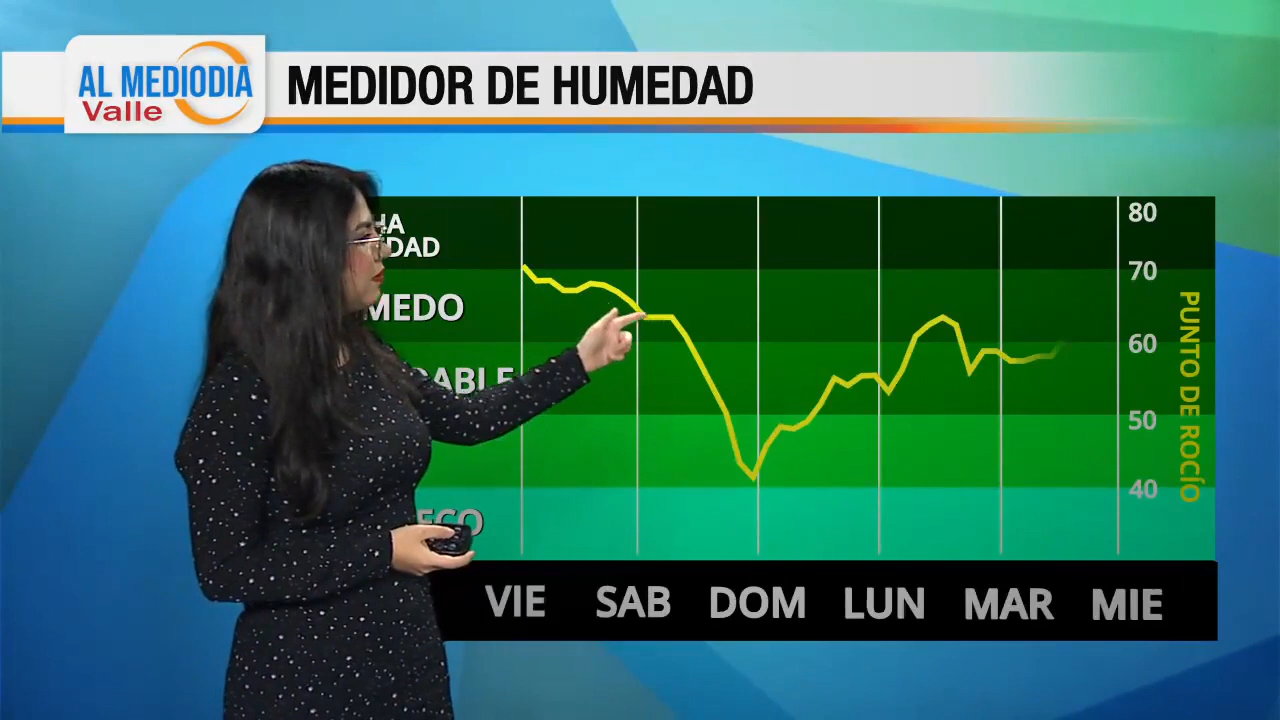 AL MEDIODIA
Valle
MEDIDOR DE HUMEDAD
80
70
60
50
40
PUNTO DE ROCÍO
VIE SAB DOM LUN MAR MIE